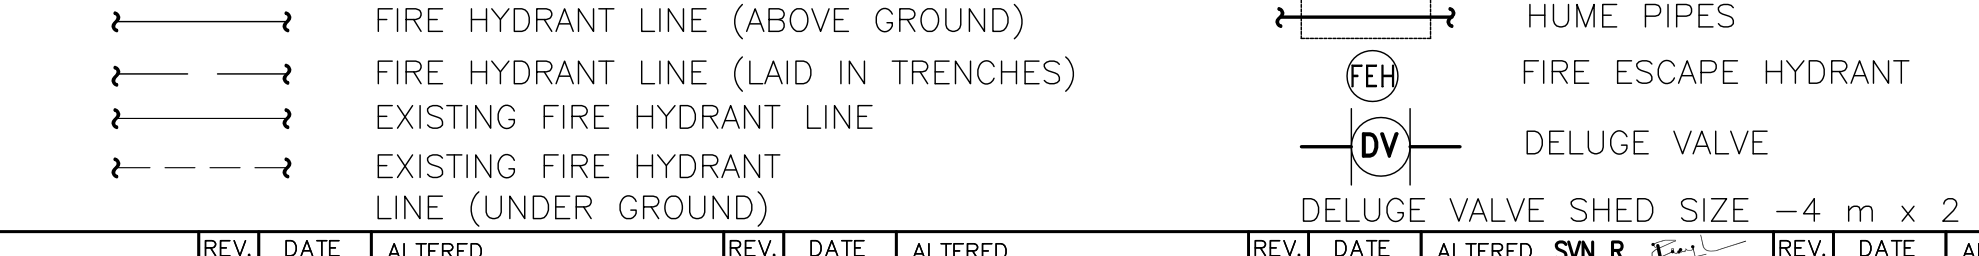 FIRE HYDRANT LINE (ABOVE GROUND)
FIRE HYDRANT LINE (LAID IN TRENCHES)
EXISTING FIRE HYDRANT LINE
EXISTING FIRE HYDRANT
LINE (UNDER GROUND)
HUME PIPES
FEH FIRE ESCAPE HYDRANT
DV DELUGE VALVE
DELUGE VALVE SHED SIZE -4 m x 2
REV. DATE ALTERED REV. DATE ALTERED REV. DATE ALTERED SVN R REV. DATE